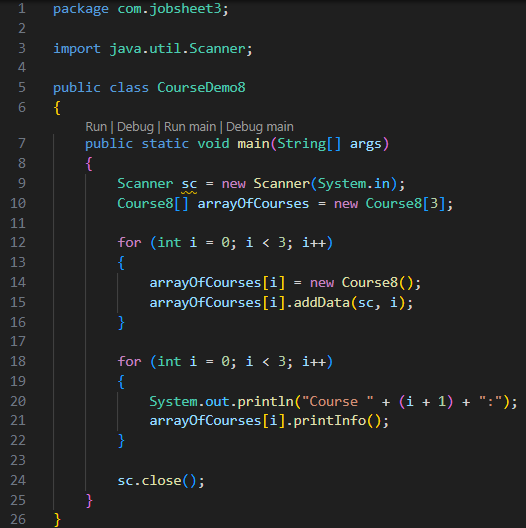 1 package com.jobsheet3;
2
3 import java.util.Scanner;
4
5 public class CourseDemo8
6 {
Run | Debug | Run main | Debug main
7     public static void main(String[] args)
8     {
9         Scanner sc = new Scanner(System.in);
10         Course8[] arrayOfCourses = new Course8[3];
11
12         for (int i = 0; i < 3; i++)
13         {
14             arrayOfCourses[i] = new Course8();
15             arrayOfCourses[i].addData(sc, i);
16         }
17
18         for (int i = 0; i < 3; i++)
19         {
20             System.out.println("Course " + (i + 1) + ":");
21             arrayOfCourses[i].printInfo();
22         }
23
24         sc.close();
25     }
26 }